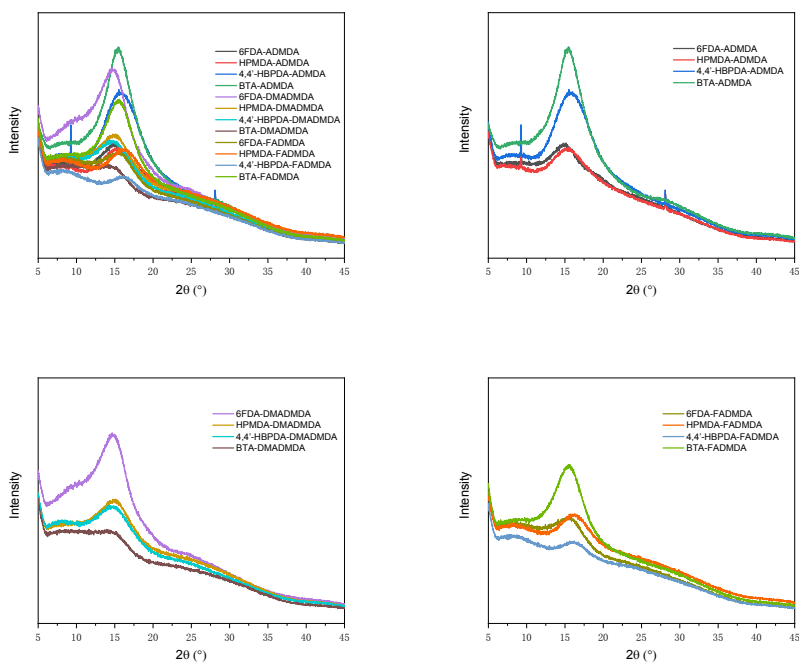 Intensity
6FDA-ADMDA
HPMDA-ADMDA
4,4'-HBPDA-ADMDA
BTA-ADMDA
6FDA-DMADMDA
HPMDA-DMADMDA
4,4'-HBPDA-DMADMDA
BTA-DMADMDA
6FDA-FADMDA
HPMDA-FADMDA
4,4'-HBPDA-FADMDA
BTA-FADMDA
5 10 15 20 25 30 35 40 45
2θ (°)
Intensity
6FDA-ADMDA
HPMDA-ADMDA
4,4'-HBPDA-ADMDA
BTA-ADMDA
5 10 15 20 25 30 35 40 45
2θ (°)
Intensity
6FDA-DMADMDA
HPMDA-DMADMDA
4,4'-HBPDA-DMADMDA
BTA-DMADMDA
5 10 15 20 25 30 35 40 45
2θ (°)
Intensity
6FDA-FADMDA
HPMDA-FADMDA
4,4'-HBPDA-FADMDA
BTA-FADMDA
5 10 15 20 25 30 35 40 45
2θ (°)